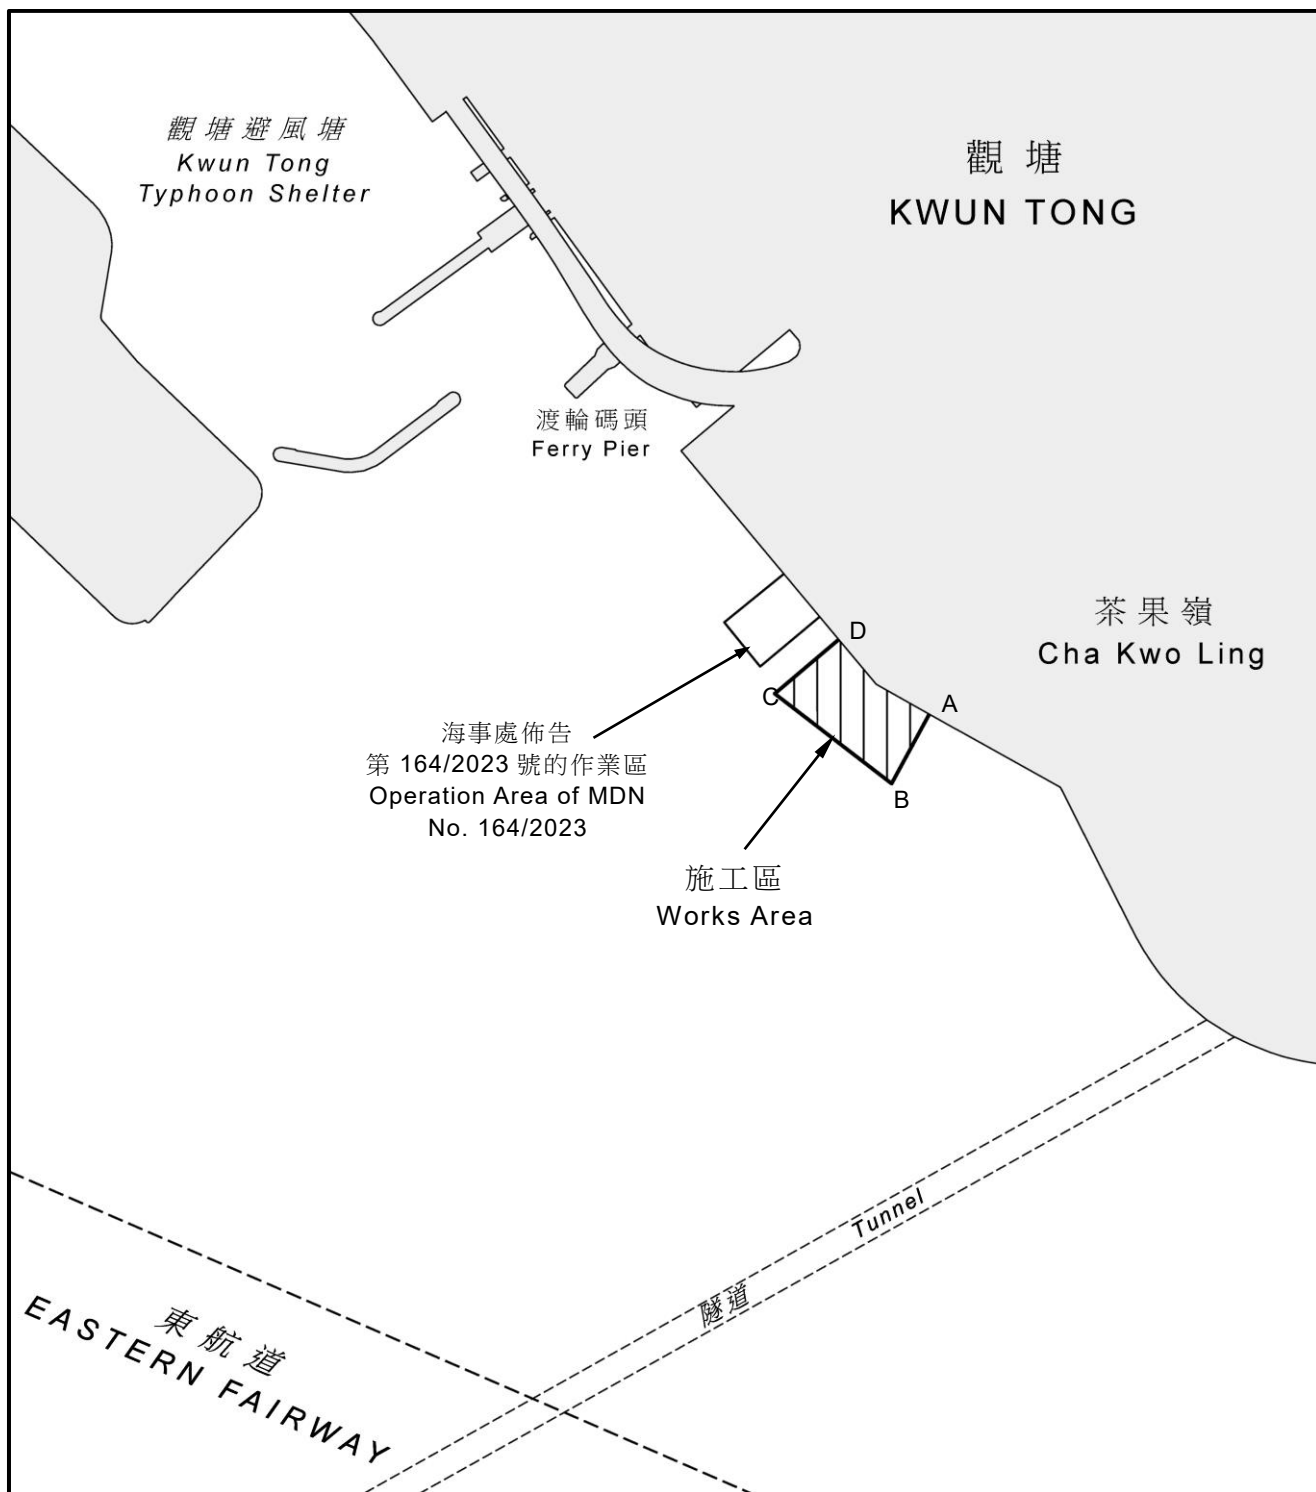 觀塘避風塘
Kwun Tong
Typhoon Shelter
觀塘
KWUN TONG
渡輪碼頭
Ferry Pier
茶果嶺
Cha Kwo Ling
D
A
C
B
海事處佈告
第 164/2023 號的作業區
Operation Area of MDN
No. 164/2023
施工區
Works Area
Tunnel
隧道
東航道
EASTERN FAIRWAY